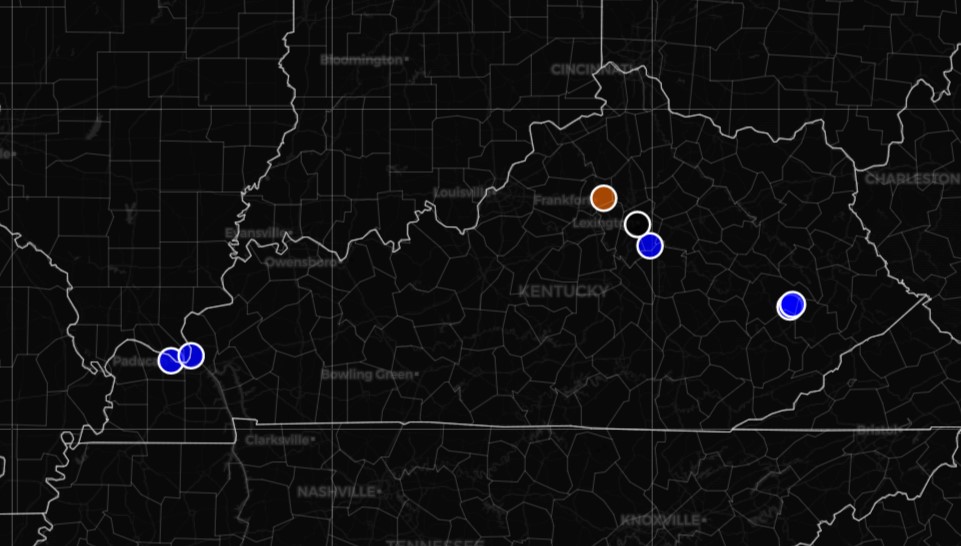 Bloomington
CINCINNATI
Louisville
CHARLESTON
Frankfort
Lexington
Evansville
Owensboro
KENTUCKY
Paducah
Bowling Green
Clarksville
Bristol
NASHVILLE
KNOXVILLE
TENNESSEE